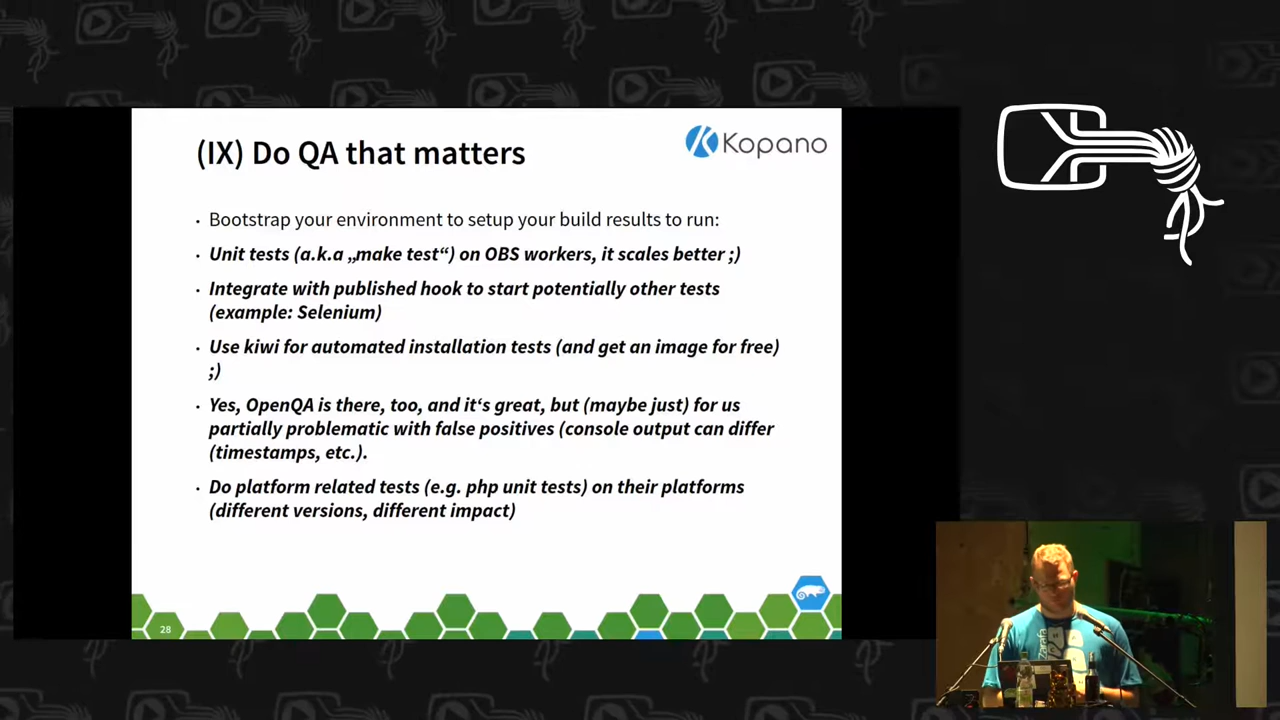 (IX) Do QA that matters
Kopano
• Bootstrap your environment to setup your build results to run:
• Unit tests (a.k.a „make test“) on OBS workers, it scales better ;)
• Integrate with published hook to start potentially other tests
(example: Selenium)
• Use kiwi for automated installation tests (and get an image for free)
;)
• Yes, OpenQA is there, too, and it‘s great, but (maybe just) for us
partially problematic with false positives (console output can differ
(timestamps, etc.).
• Do platform related tests (e.g. php unit tests) on their platforms
(different versions, different impact)
28
Zarafa